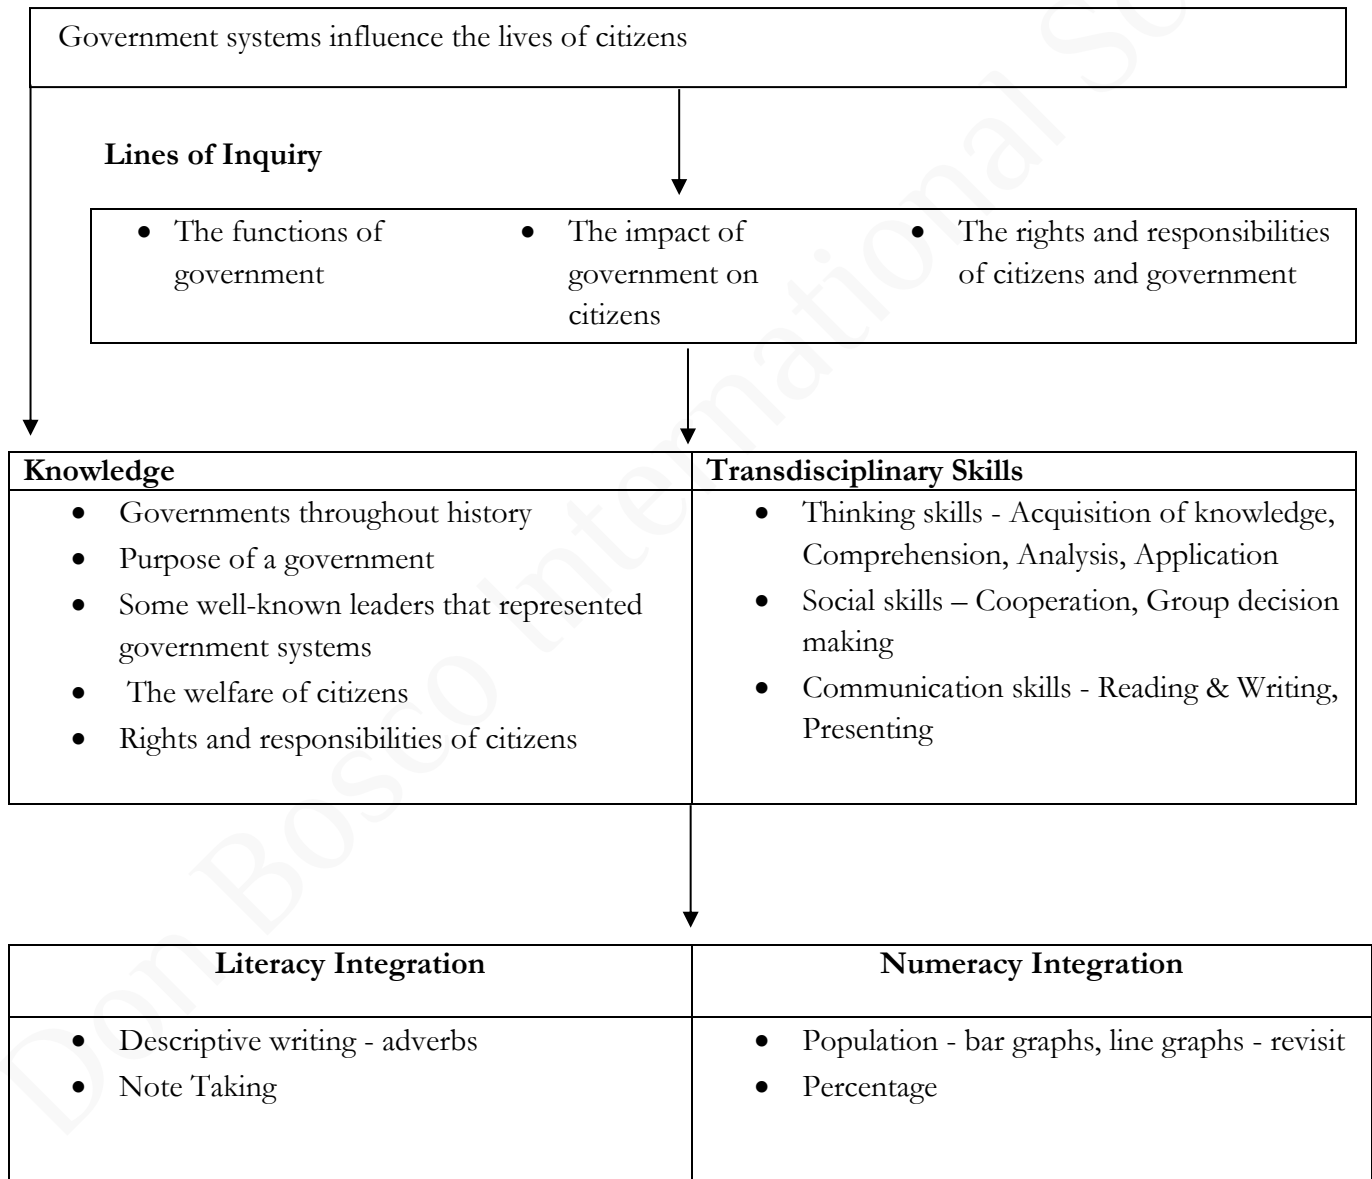 Government systems influence the lives of citizens
Lines of Inquiry
• The functions of
government
• The impact of
government on
citizens
• The rights and responsibilities
of citizens and government
Knowledge
• Governments throughout history
• Purpose of a government
• Some well-known leaders that represented
government systems
• The welfare of citizens
• Rights and responsibilities of citizens
Transdisciplinary Skills
• Thinking skills - Acquisition of knowledge,
Comprehension, Analysis, Application
• Social skills – Cooperation, Group decision
making
• Communication skills - Reading & Writing,
Presenting
Literacy Integration
• Descriptive writing - adverbs
• Note Taking
Numeracy Integration
• Population - bar graphs, line graphs - revisit
• Percentage
Don Bosco International